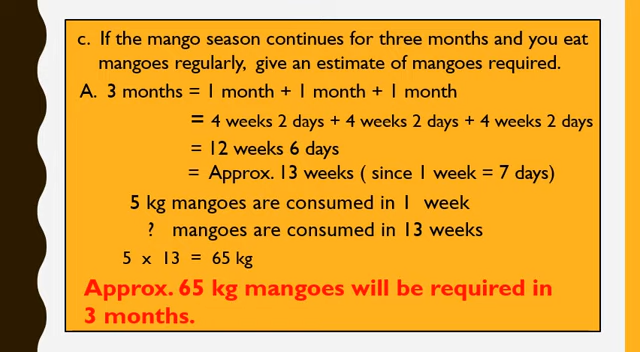 c. If the mango season continues for three months and you eat
mangoes regularly, give an estimate of mangoes required.
A. 3 months = 1 month + 1 month + 1 month
= 4 weeks 2 days + 4 weeks 2 days + 4 weeks 2 days
= 12 weeks 6 days
= Approx. 13 weeks ( since 1 week = 7 days)
5 kg mangoes are consumed in 1 week
? mangoes are consumed in 13 weeks
5 x 13 = 65 kg
Approx. 65 kg mangoes will be required in
3 months.